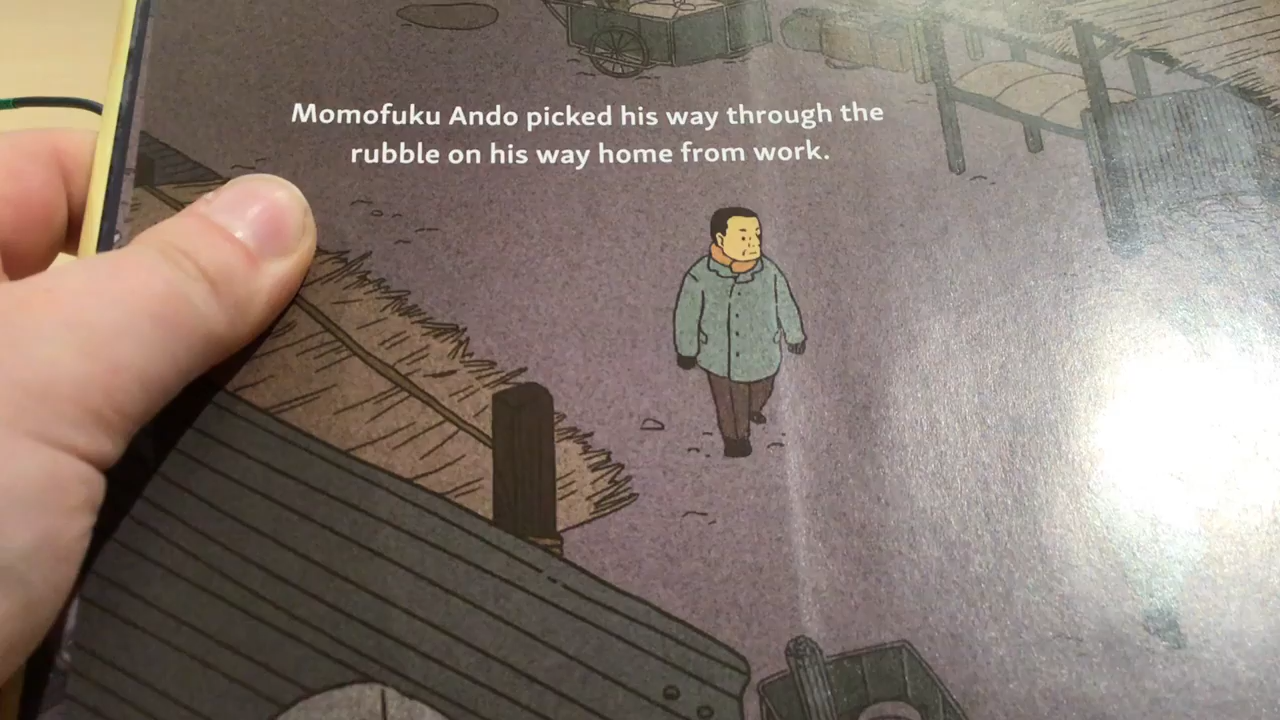 Momofuku Ando picked his way through the
rubble on his way home from work.